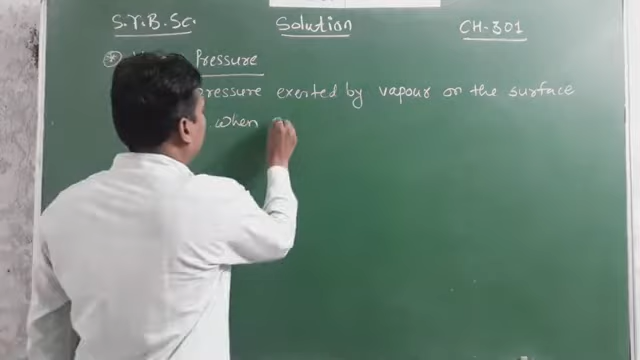 S.Y.B.Sc. Solution CH-301
* Pressure
pressure exerted by vapour on the surface
when